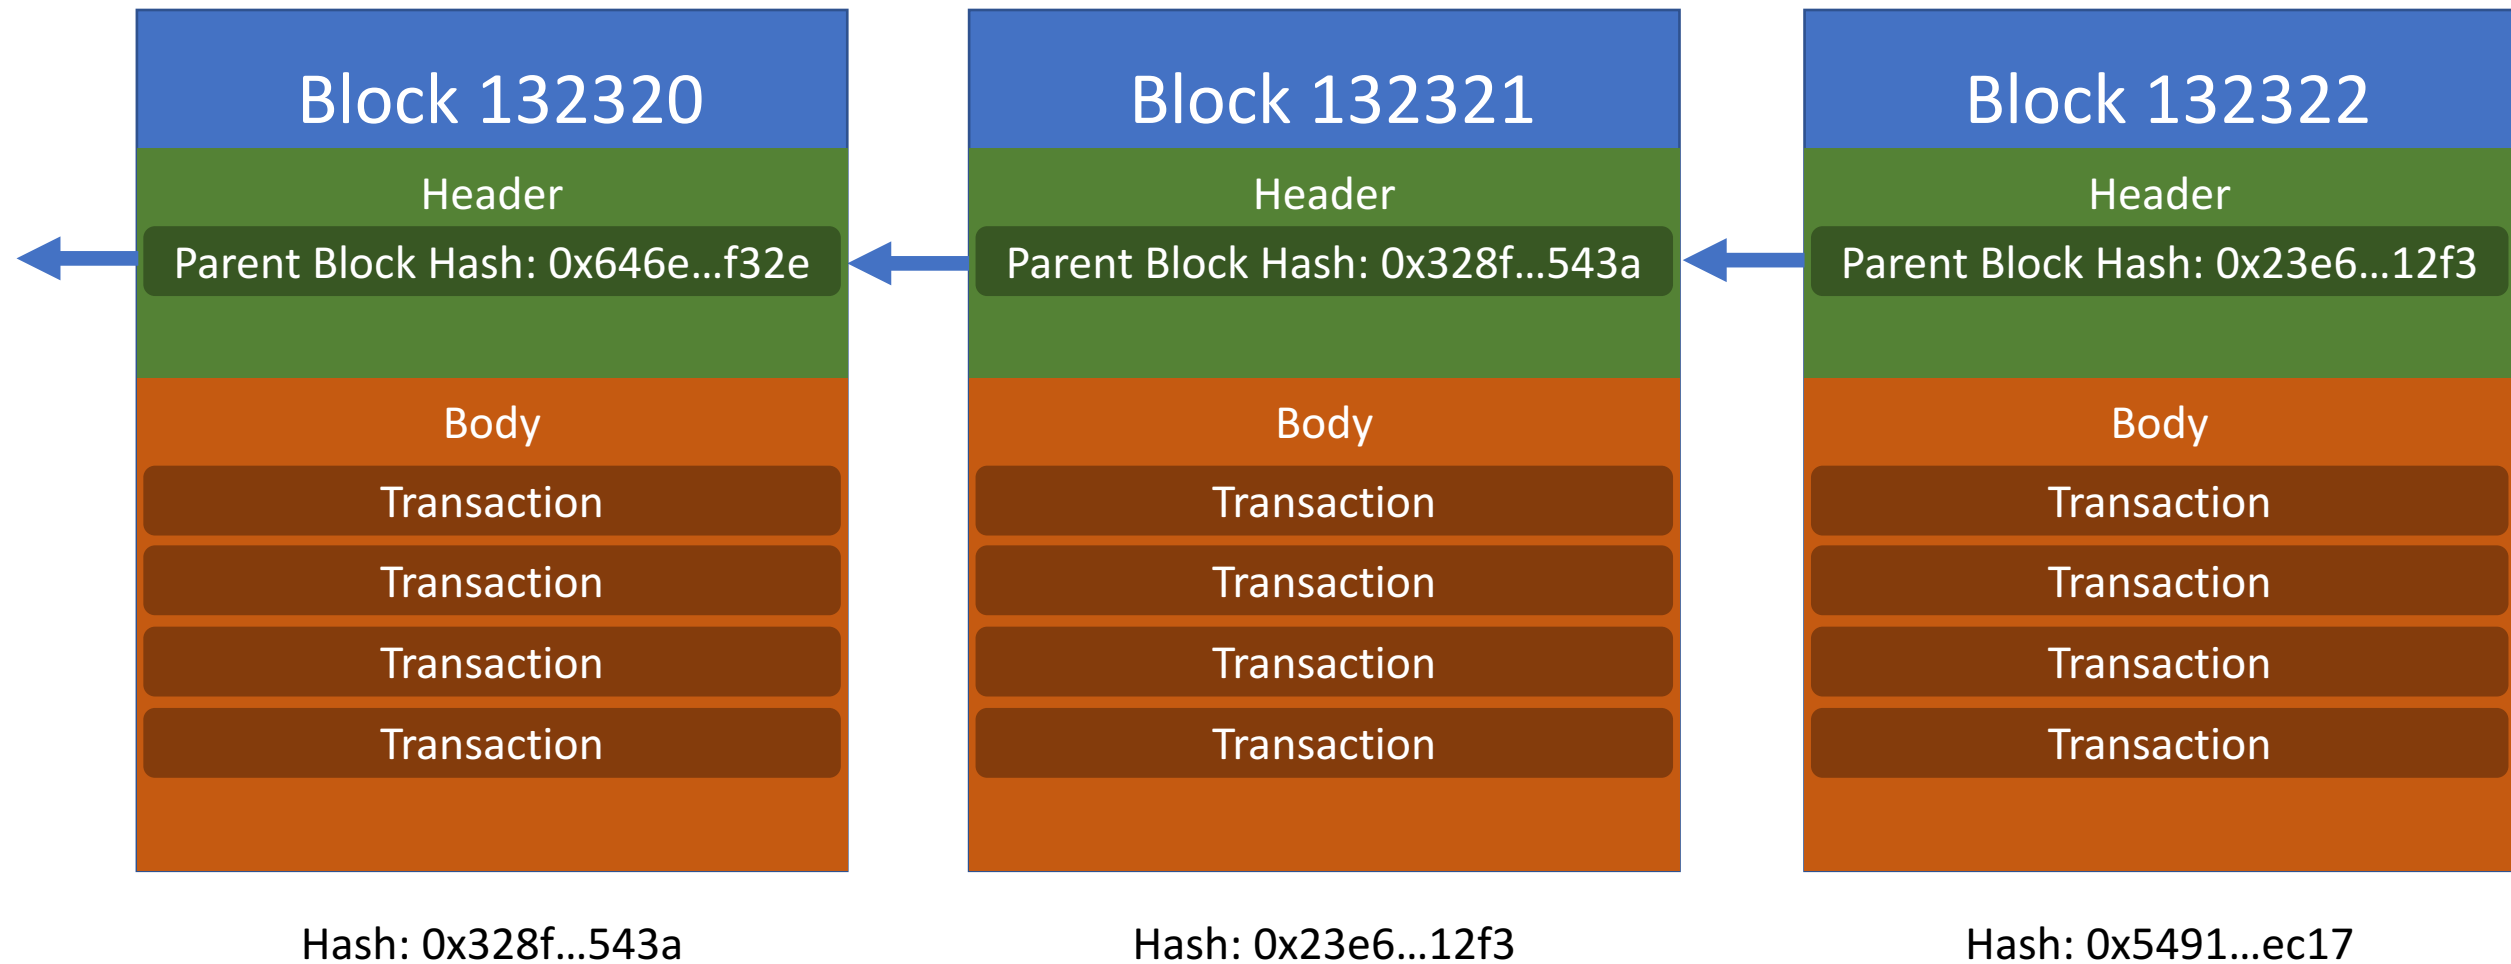 Block 132320
Header
Parent Block Hash: 0x646e...f32e
Body
Transaction
Transaction
Transaction
Transaction
Hash: 0x328f...543a
Block 132321
Header
Parent Block Hash: 0x328f...543a
Body
Transaction
Transaction
Transaction
Transaction
Hash: 0x23e6...12f3
Block 132322
Header
Parent Block Hash: 0x23e6...12f3
Body
Transaction
Transaction
Transaction
Transaction
Hash: 0x5491...ec17